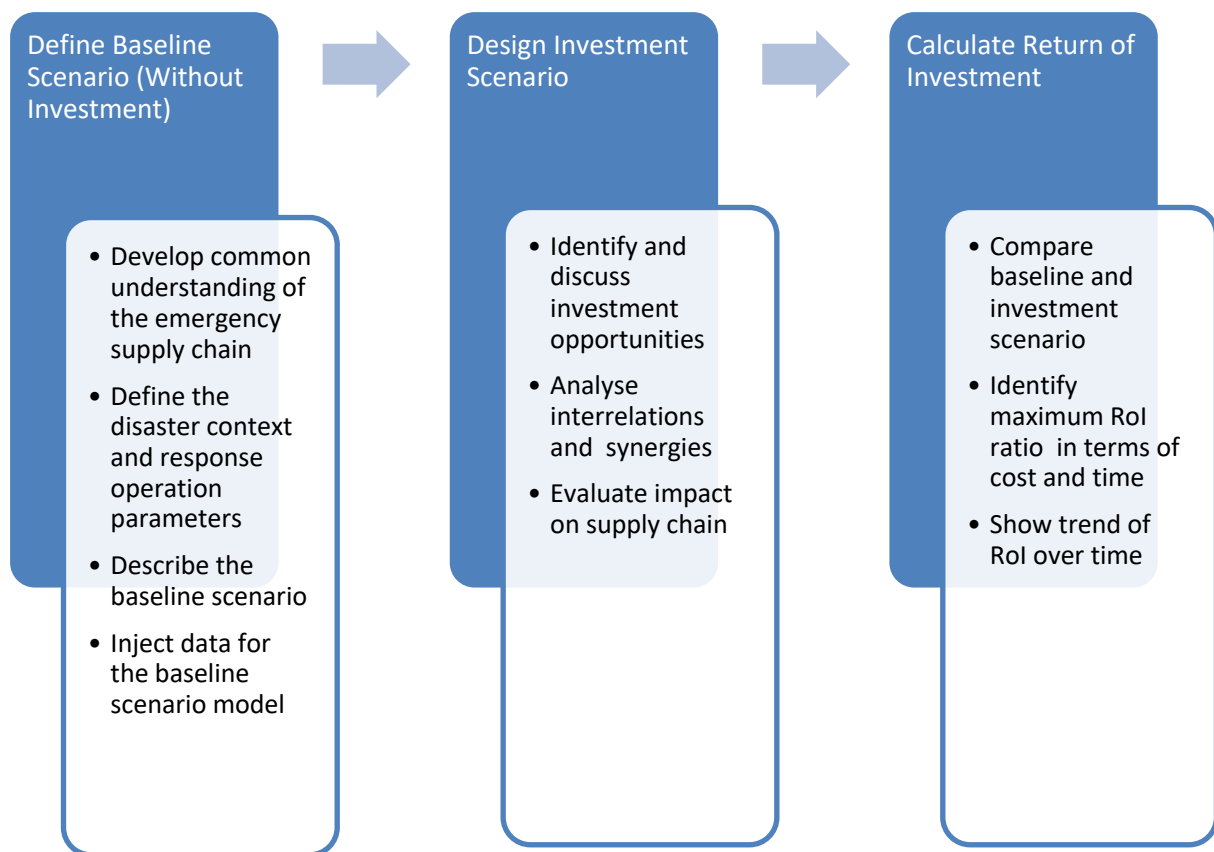 Define Baseline
Scenario (Without
Investment)
• Develop common
understanding of
the emergency
supply chain
• Define the
disaster context
and response
operation
parameters
• Describe the
baseline scenario
• Inject data for
the baseline
scenario model
Design Investment
Scenario
• Identify and
discuss
investment
opportunities
• Analyse
interrelations
and synergies
• Evaluate impact
on supply chain
Calculate Return of
Investment
• Compare
baseline and
investment
scenario
• Identify
maximum RoI
ratio in terms of
cost and time
• Show trend of
RoI over time